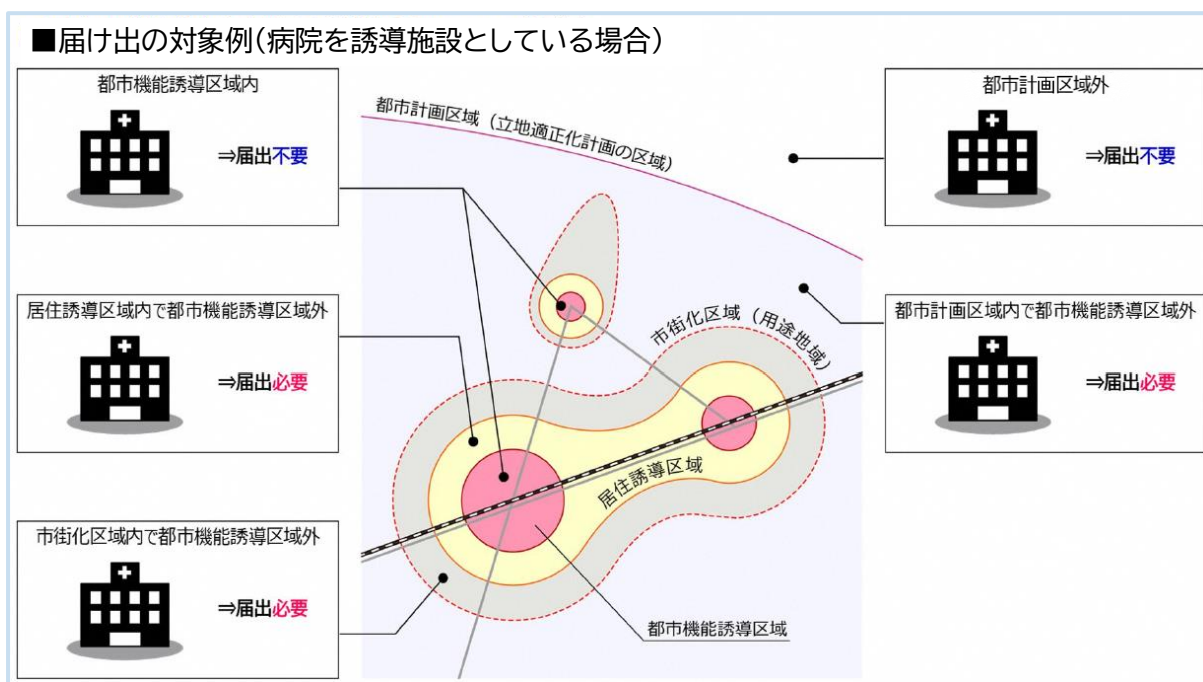 ■届け出の対象例(病院を誘導施設としている場合)
都市機能誘導区域内
⇒届出不要
都市計画区域外
⇒届出不要
都市計画区域(立地適正化計画の区域)
居住誘導区域内で都市機能誘導区域外
⇒届出必要
都市計画区域内で都市機能誘導区域外
⇒届出必要
市街化区域(用途地域)
居住誘導区域
市街化区域内で都市機能誘導区域外
⇒届出必要
都市機能誘導区域